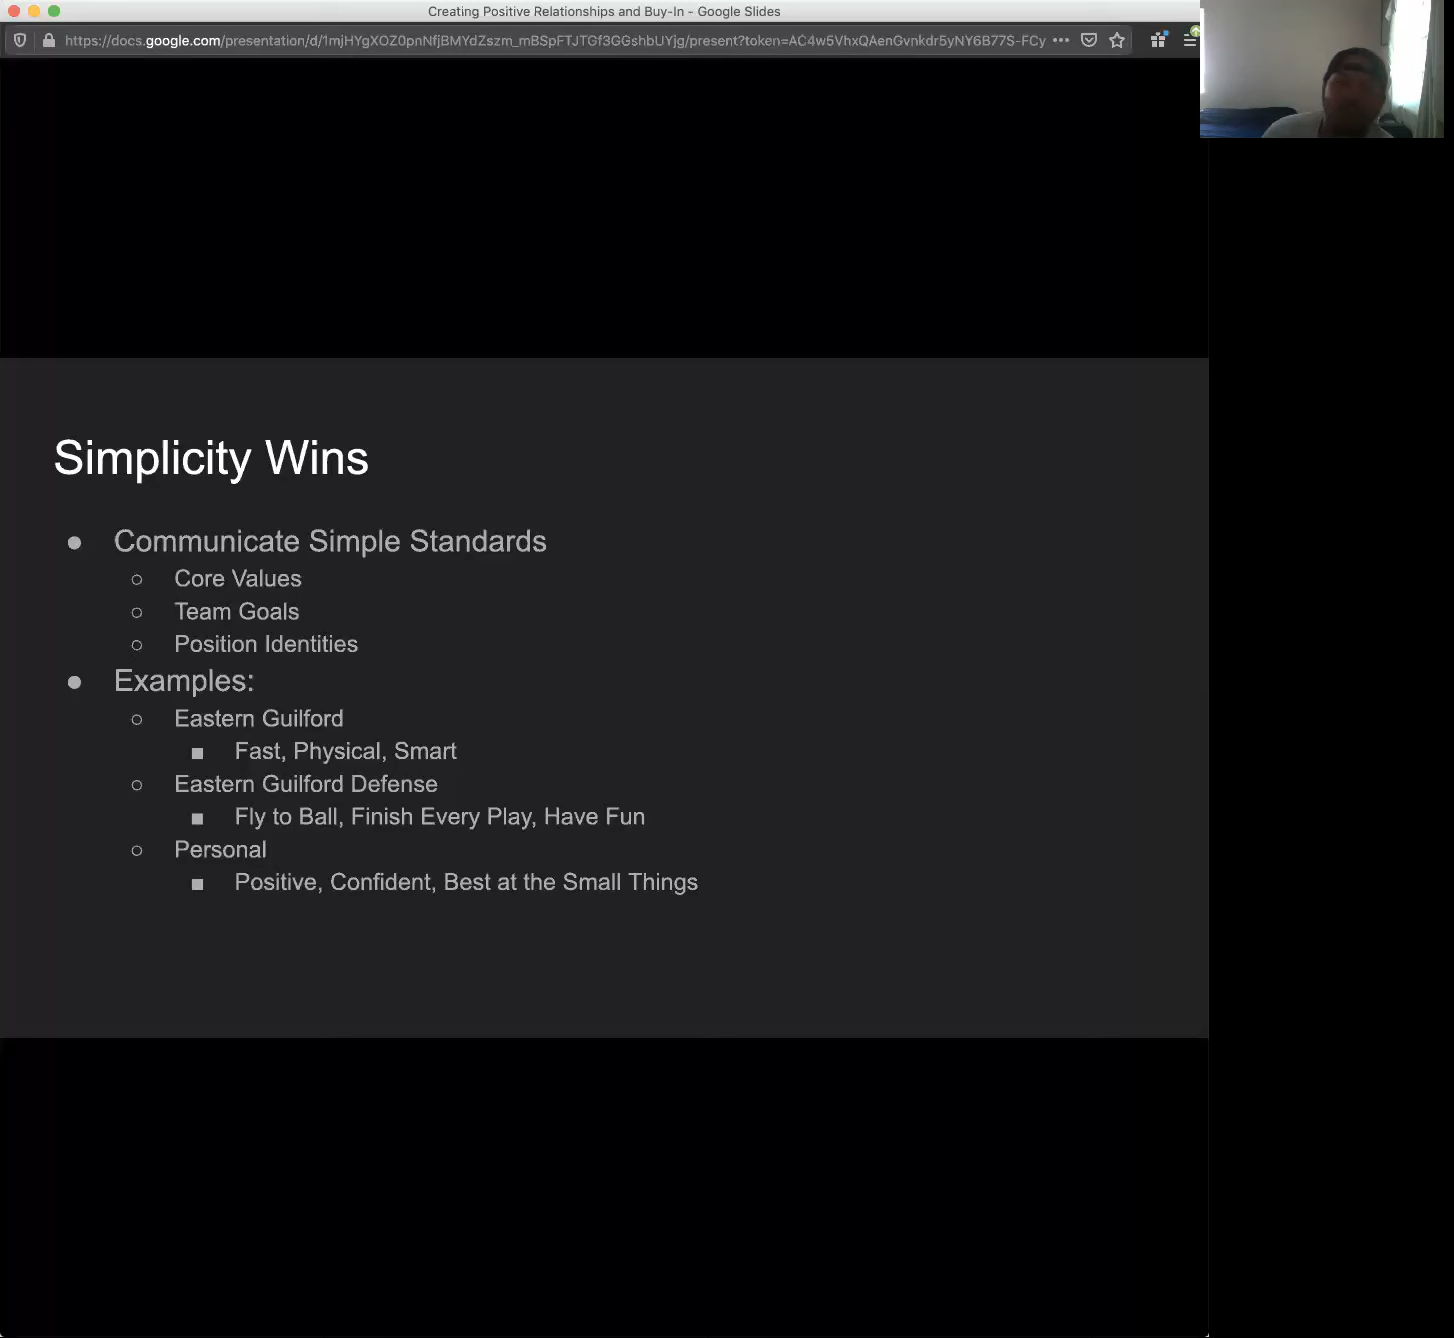 Creating Positive Relationships and Buy-In - Google Slides
https://docs.google.com/presentation/d/1mjHYgXOZ0pnNfjBMYdZszm_mBSpFTJTGf3GGshbUYjg/present?token=AC4w5VhxQAenGvnkdr5yNY6B77S-FCy
Simplicity Wins
● Communicate Simple Standards
○ Core Values
○ Team Goals
○ Position Identities
● Examples:
○ Eastern Guilford
■ Fast, Physical, Smart
○ Eastern Guilford Defense
■ Fly to Ball, Finish Every Play, Have Fun
○ Personal
■ Positive, Confident, Best at the Small Things